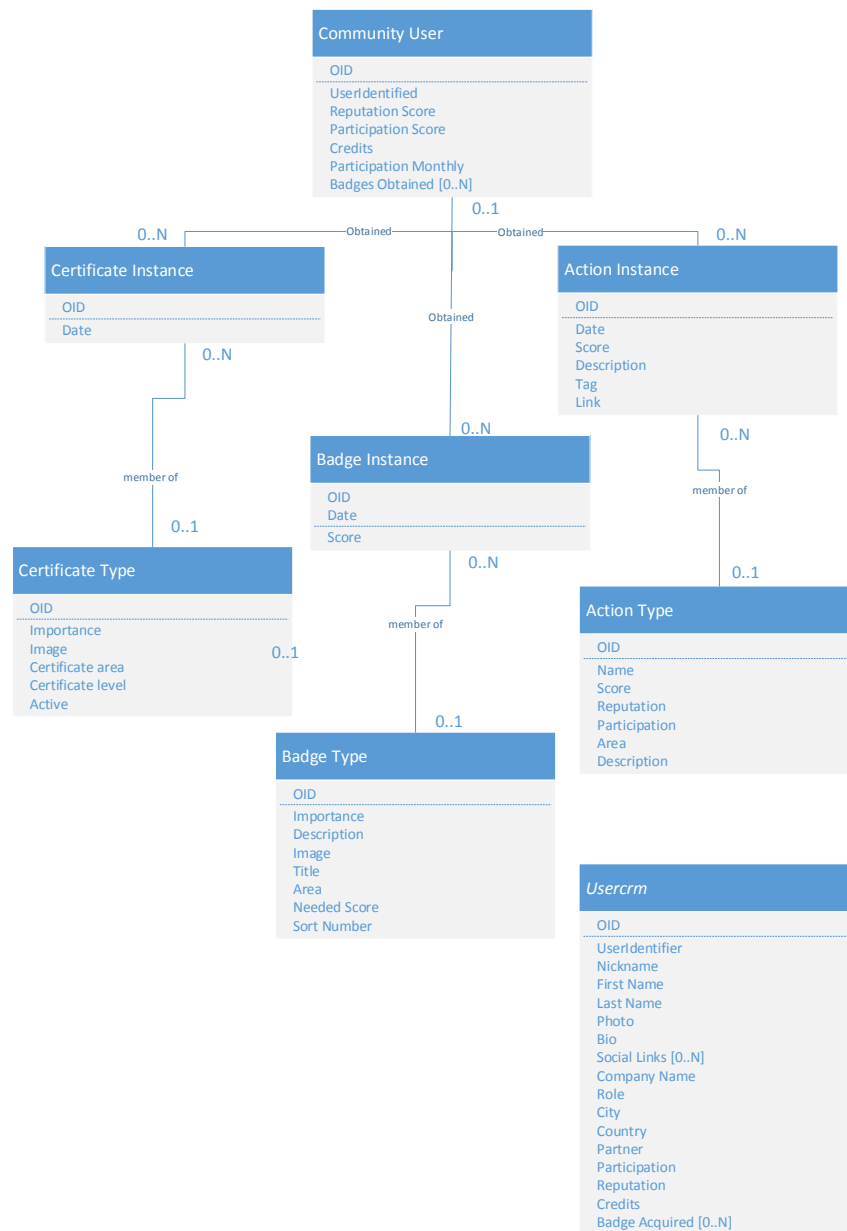 Community User
OID
UserIdentified
Reputation Score
Participation Score
Credits
Participation Monthly
Badges Obtained [0..N]
0..1
0..N
Obtained
Obtained
0..N
Certificate Instance
OID
Date
Action Instance
OID
Date
Score
Description
Tag
Link
Obtained
0..N
0..N
0..N
Badge Instance
OID
Date
Score
member of
member of
0..1
0..N
0..1
Certificate Type
OID
Importance
Image
Certificate area
Certificate level
Active
0..1
member of
Action Type
OID
Name
Score
Reputation
Participation
Area
Description
0..1
Badge Type
OID
Importance
Description
Image
Title
Area
Needed Score
Sort Number
Usercrm
OID
UserIdentifier
Nickname
First Name
Last Name
Photo
Bio
Social Links [0..N]
Company Name
Role
City
Country
Partner
Participation
Reputation
Credits
Badge Acquired [0..N]